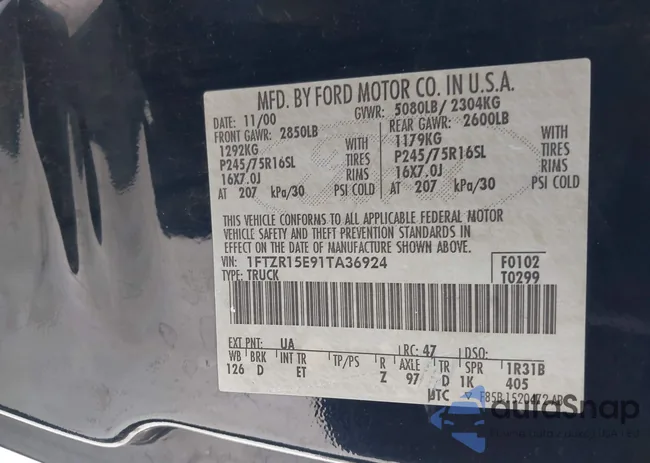 MFD. BY FORD MOTOR CO. IN U.S.A.
DATE: 11/00 GVWR: 5080LB/ 2304KG
FRONT GAWR: 2850LB REAR GAWR: 2600LB
1292KG WITH 1179KG WITH
P245/75R16SL TIRES P245/75R16SL TIRES
16X7.0J RIMS 16X7.0J RIMS
AT 207 kPa/30 PSI COLD AT 207 kPa/30 PSI COLD
THIS VEHICLE CONFORMS TO ALL APPLICABLE FEDERAL MOTOR
VEHICLE SAFETY AND THEFT PREVENTION STANDARDS IN
EFFECT ON THE DATE OF MANUFACTURE SHOWN ABOVE.
VIN: 1FTZR15E91TA36924 F0102
TYPE: TRUCK T0299
EXT PNT: UA RC: 47 DSO:
WB BRK INT TR TP/PS R AXLE TR SPR 1R31B
126 D ET Z 97 D 1K 405
UTC
autoSnap